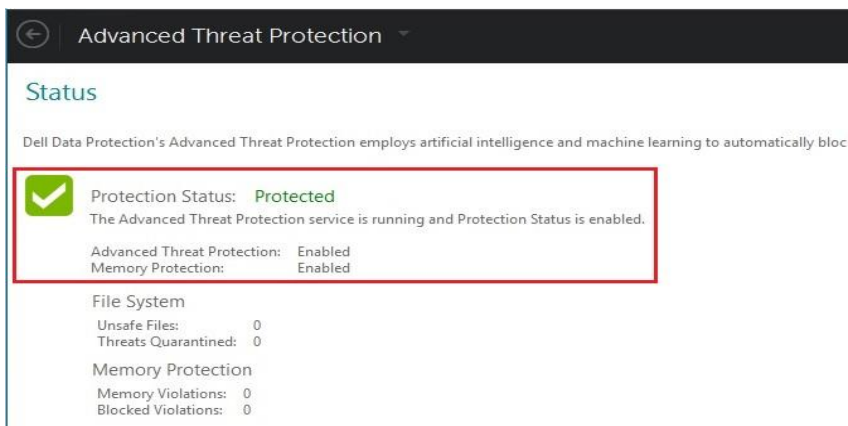 Advanced Threat Protection
Status
Dell Data Protection's Advanced Threat Protection employs artificial intelligence and machine learning to automatically bloc
Protection Status: Protected
The Advanced Threat Protection service is running and Protection Status is enabled.
Advanced Threat Protection: Enabled
Memory Protection: Enabled
File System
Unsafe Files: 0
Threats Quarantined: 0
Memory Protection
Memory Violations: 0
Blocked Violations: 0